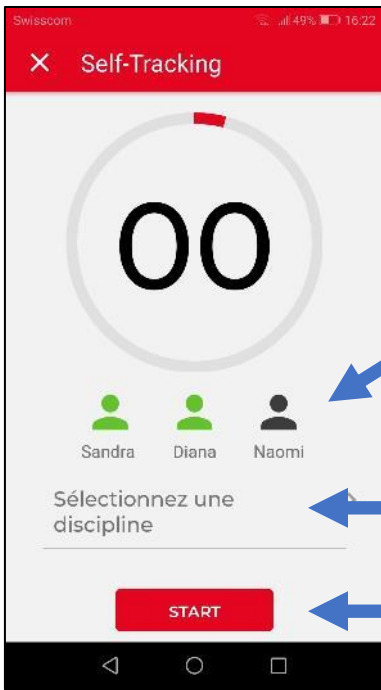 Swisscom 49% 16:22
Self-Tracking
00
Sandra Diana Naomi
Sélectionnez une
discipline
START